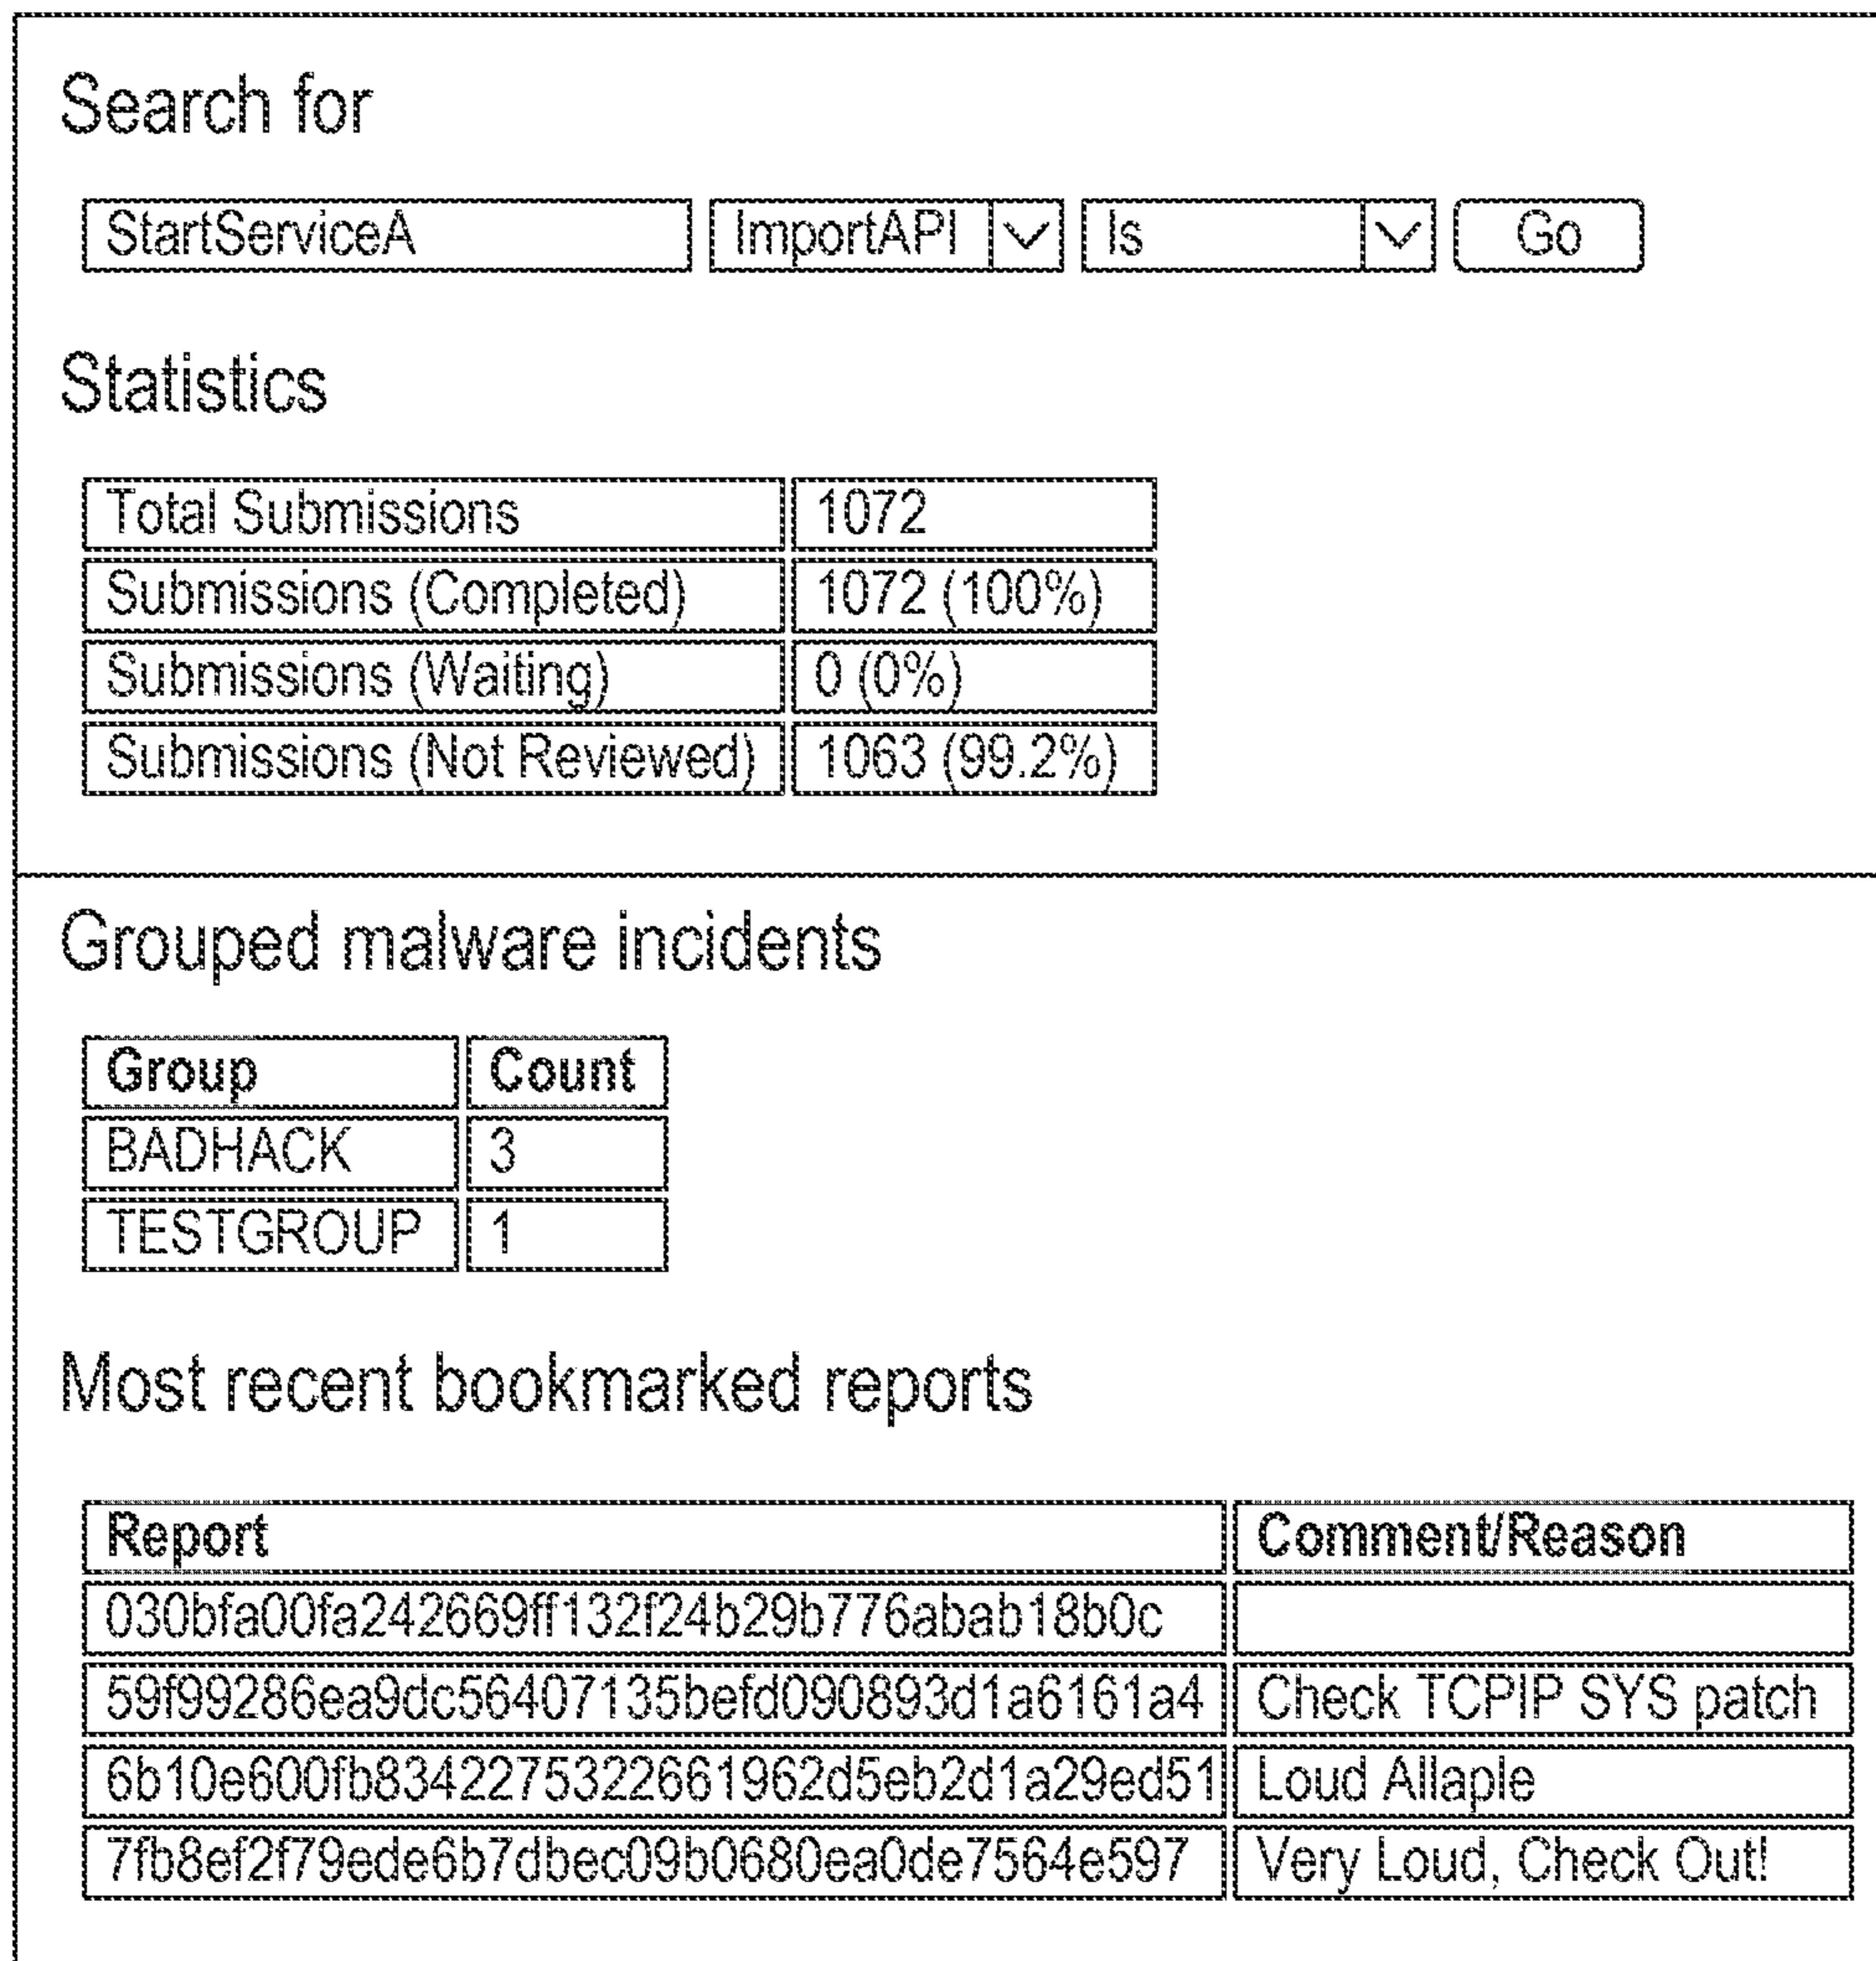 Search for
StartServiceA ImportAPI Is Go
Statistics
Total Submissions 1072
Submissions (Completed) 1072 (100%)
Submissions (Waiting) 0 (0%)
Submissions (Not Reviewed) 1063 (99.2%)
Grouped malware incidents
Group Count
BADHACK 3
TESTGROUP 1
Most recent bookmarked reports
Report Comment/Reason
030bfa00fa242669ff132f24b29b776abab18b0c
59f99286ea9dc56407135befd090893d1a6161a4 Check TCPIP SYS patch
6b10e600fb8342275322661962d5eb2d1a29ed51 Loud Allaple
7fb8ef2f79ede6b7dbec09b0680ea0de7564e597 Very Loud, Check Out!